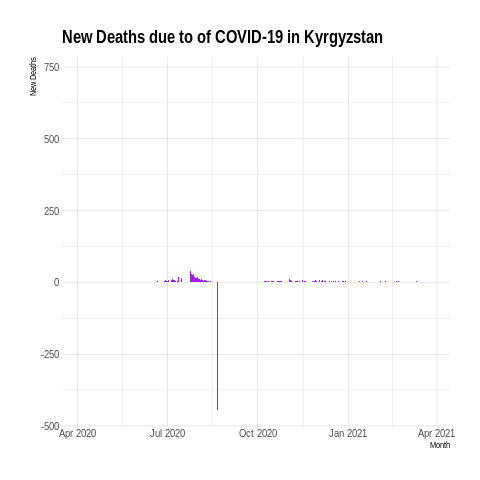 New Deaths due to of COVID-19 in Kyrgyzstan
New Deaths
750
500
250
0
-250
-500
Apr 2020 Jul 2020 Oct 2020 Jan 2021 Apr 2021
Month